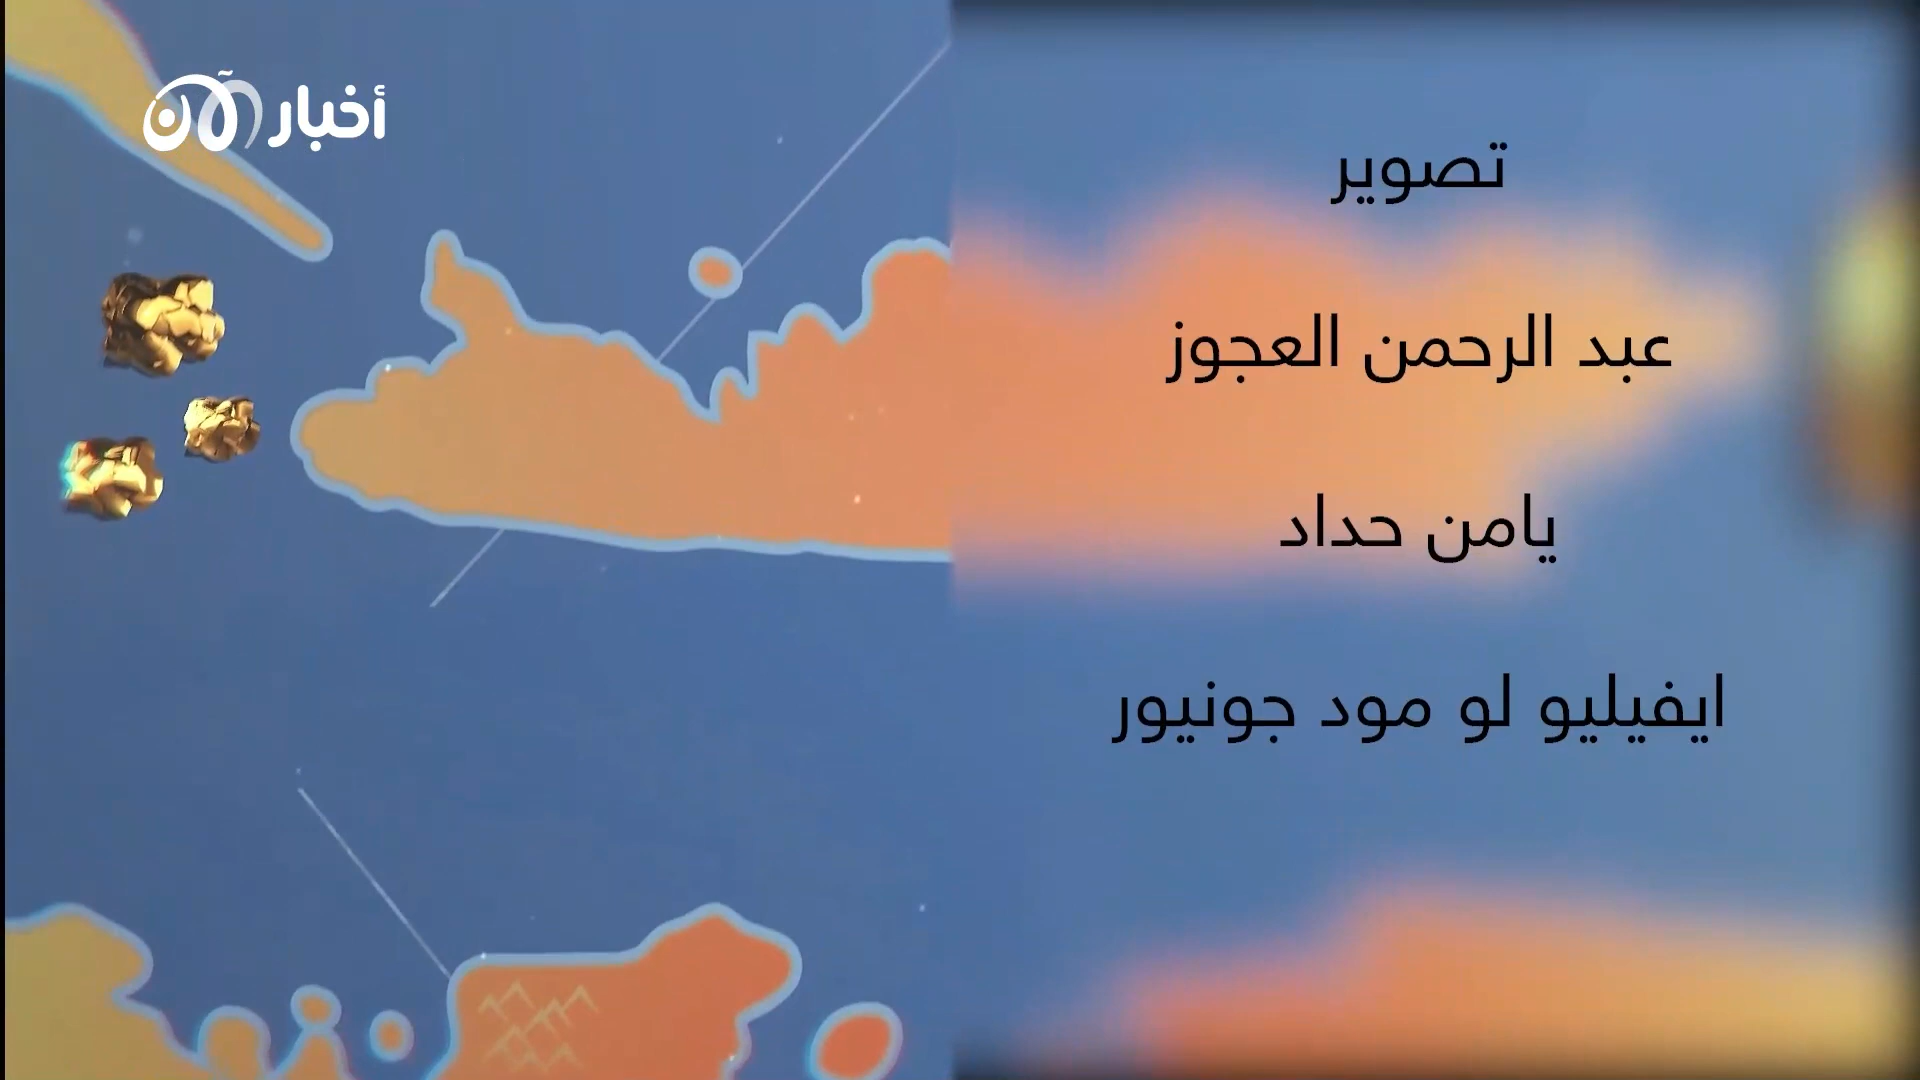 أخبار الآن
تصوير
عبد الرحمن العجوز
يامن حداد
ايفيليو لو مود جونيور